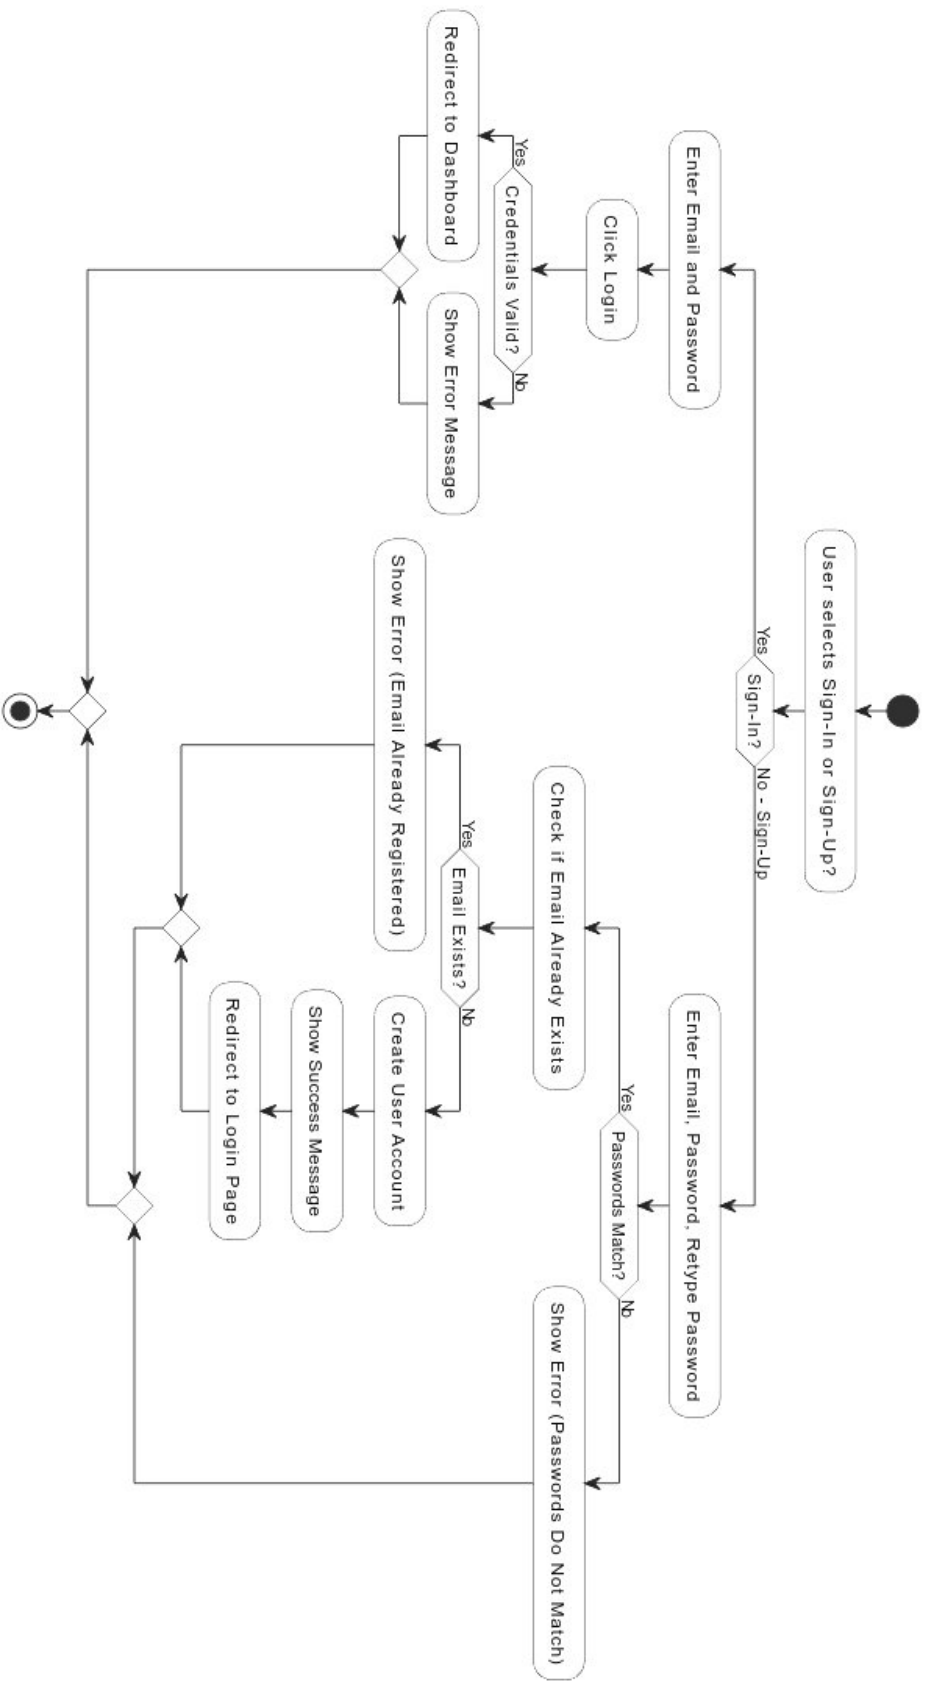 User selects Sign-In or Sign-Up?
Sign-In?
Yes
No - Sign-Up
Enter Email and Password
Click Login
Credentials Valid?
Yes
No
Redirect to Dashboard
Show Error Message
Enter Email, Password, Retype Password
Passwords Match?
Yes
No
Check if Email Already Exists
Show Error (Passwords Do Not Match)
Email Exists?
Yes
No
Show Error (Email Already Registered)
Create User Account
Show Success Message
Redirect to Login Page